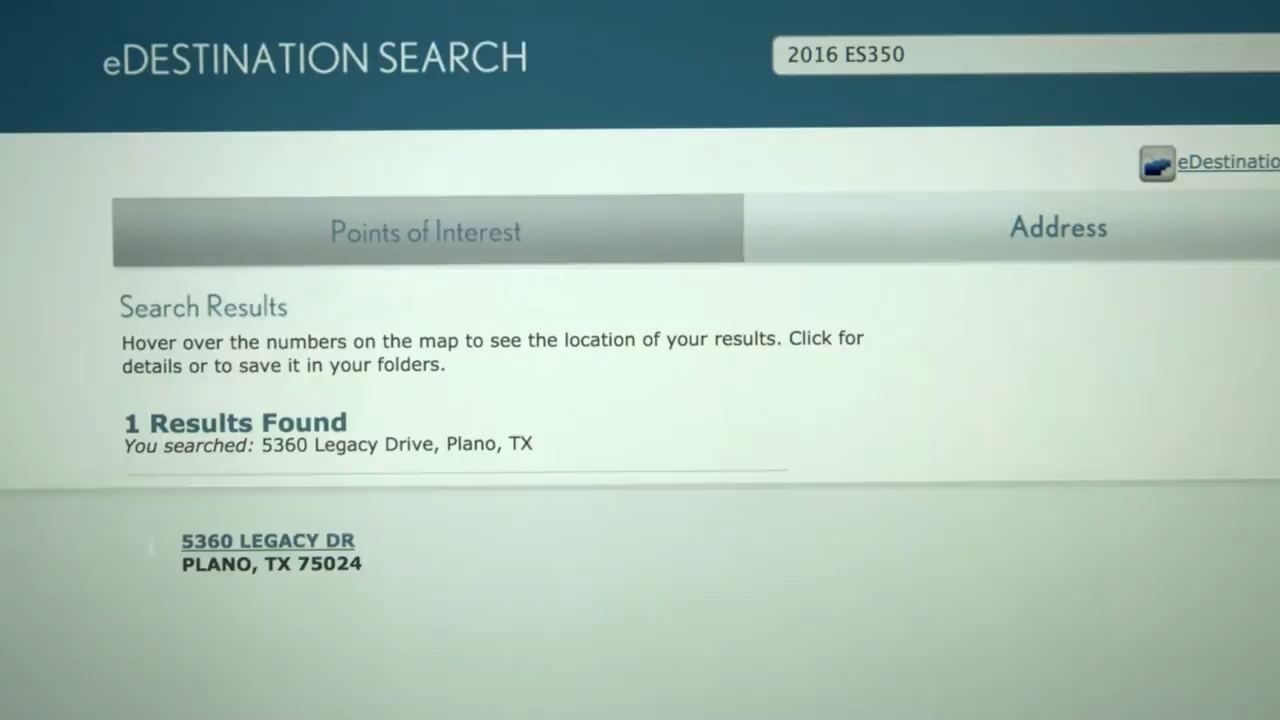 eDESTINATION SEARCH
2016 ES350
eDestinatio
Points of Interest
Address
Search Results
Hover over the numbers on the map to see the location of your results. Click for
details or to save it in your folders.
1 Results Found
You searched: 5360 Legacy Drive, Plano, TX
5360 LEGACY DR
PLANO, TX 75024